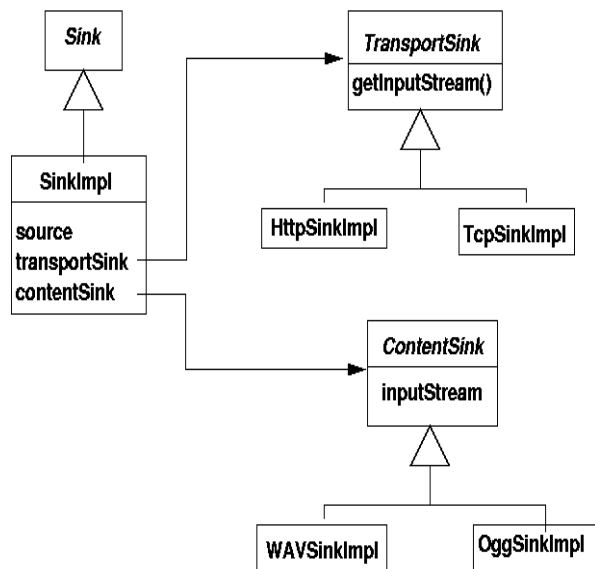 Sink
TransportSink
getInputStream()
SinkImpl
source
transportSink
contentSink
HttpSinkImpl
TcpSinkImpl
ContentSink
inputStream
WAVSinkImpl
OggSinkImpl